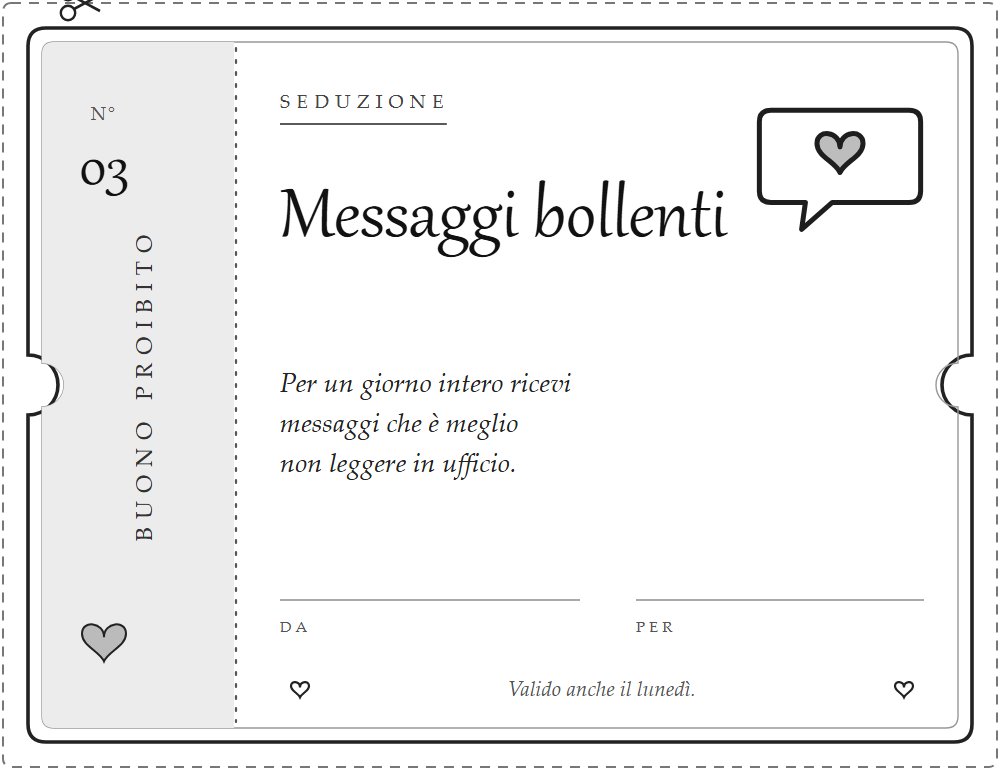 N°
03
BUONO PROIBITO
SEDUZIONE
Messaggi bollenti
Per un giorno intero ricevi
messaggi che è meglio
non leggere in ufficio.
DA
PER
Valido anche il lunedì.